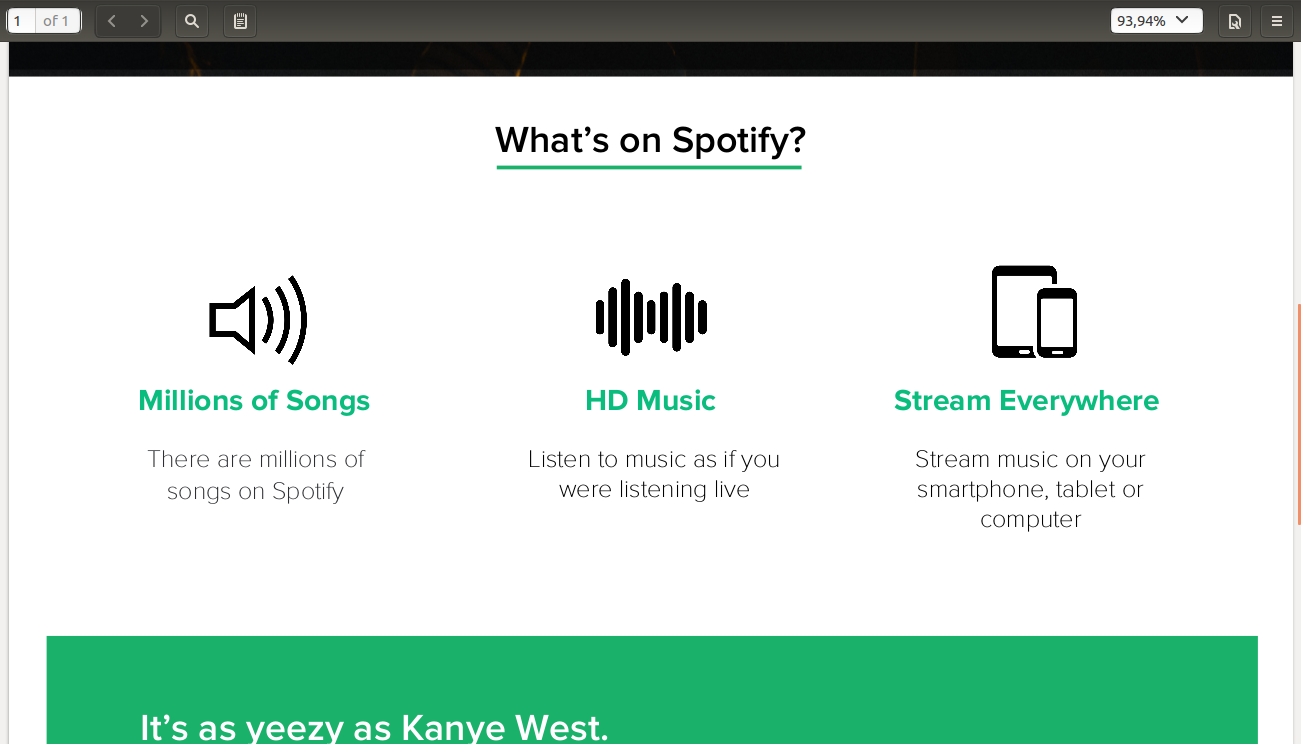 1 of 1
93,94%
What’s on Spotify?
Millions of Songs
There are millions of
songs on Spotify
HD Music
Listen to music as if you
were listening live
Stream Everywhere
Stream music on your
smartphone, tablet or
computer
It’s as yeezy as Kanye West.